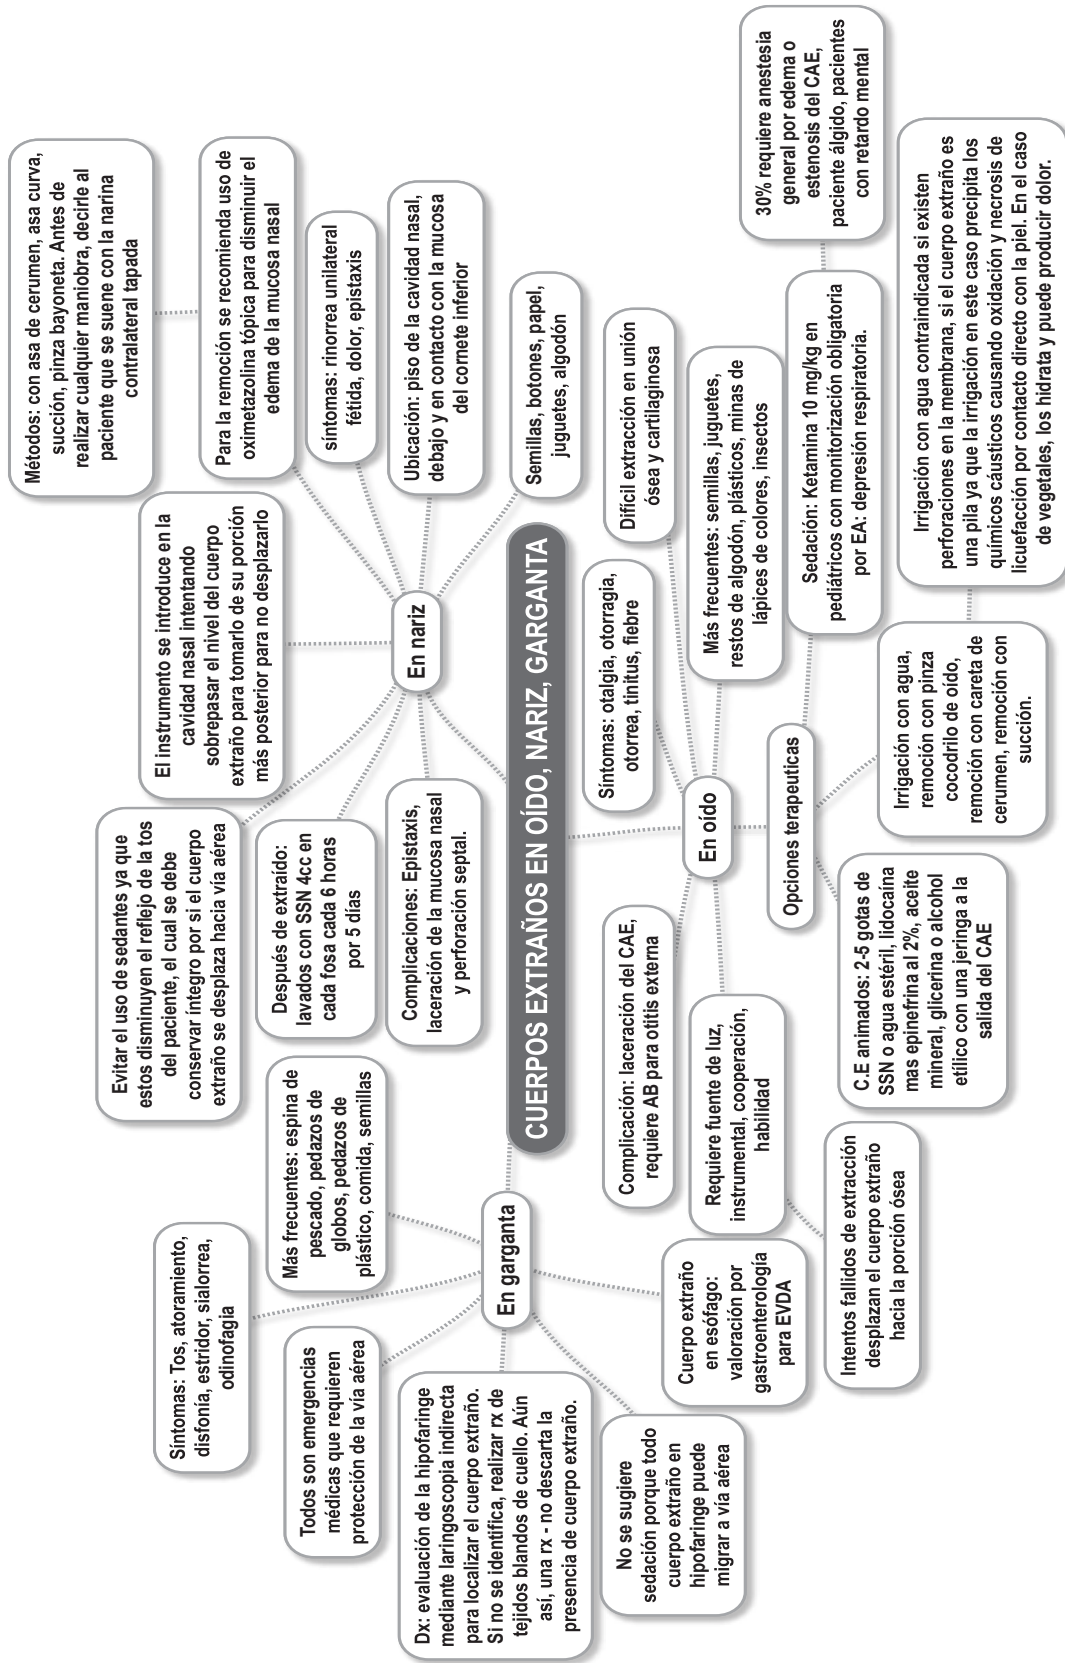 CUERPOS EXTRAÑOS EN OÍDO, NARIZ, GARGANTA
En garganta
Síntomas: Tos, atoramiento,
disfonía, estridor, sialorrea,
odinofagia
Más frecuentes: espina de
pescado, pedazos de
globos, pedazos de
plástico, comida, semillas
Todos son emergencias
médicas que requieren
protección de la vía aérea
Dx: evaluación de la hipofaringe
mediante laringoscopia indirecta
para localizar el cuerpo extraño.
Si no se identifica, realizar rx de
tejidos blandos de cuello. Aún
así, una rx - no descarta la
presencia de cuerpo extraño.
No se sugiere
sedación porque todo
cuerpo extraño en
hipofaringe puede
migrar a vía aérea
Cuerpo extraño
en esófago:
valoración por
gastroenterología
para EVDA
En nariz
Evitar el uso de sedantes ya que
estos disminuyen el reflejo de la tos
del paciente, el cual se debe
conservar íntegro por si el cuerpo
extraño se desplaza hacia vía aérea
Después de extraído:
lavados con SSN 4cc en
cada fosa cada 6 horas
por 5 días
Complicaciones: Epistaxis,
laceración de la mucosa nasal
y perforación septal.
El instrumento se introduce en la
cavidad nasal intentando
sobrepasar el nivel del cuerpo
extraño para tomarlo de su porción
más posterior para no desplazarlo
Métodos: con asa de cerumen, asa curva,
succión, pinza bayoneta. Antes de
realizar cualquier maniobra, decirle al
paciente que se suene con la narina
contralateral tapada
Para la remoción se recomienda uso de
oximetazolina tópica para disminuir el
edema de la mucosa nasal
síntomas: rinorrea unilateral
fétida, dolor, epistaxis
Ubicación: piso de la cavidad nasal,
debajo y en contacto con la mucosa
del cornete inferior
Semillas, botones, papel,
juguetes, algodón
En oído
Complicación: laceración del CAE,
requiere AB para otitis externa
Requiere fuente de luz,
instrumental, cooperación,
habilidad
Intentos fallidos de extracción
desplazan el cuerpo extraño
hacia la porción ósea
Síntomas: otalgia, otorragia,
otorrea, tinitus, fiebre
Difícil extracción en unión
ósea y cartilaginosa
Más frecuentes: semillas, juguetes,
restos de algodón, plásticos, minas de
lápices de colores, insectos
Opciones terapeuticas
C.E animados: 2-5 gotas de
SSN o agua estéril, lidocaína
mas epinefrina al 2%, aceite
mineral, glicerina o alcohol
etílico con una jeringa a la
salida del CAE
Irrigación con agua,
remoción con pinza
cocodrilo de oído,
remoción con careta de
cerumen, remoción con
succión.
Sedación: Ketamina 10 mg/kg en
pediátricos con monitorización obligatoria
por EA: depresión respiratoria.
30% requiere anestesia
general por edema o
estenosis del CAE,
paciente álgido, pacientes
con retardo mental
Irrigación con agua contraindicada si existen
perforaciones en la membrana, si el cuerpo extraño es
una pila ya que la irrigación en este caso precipita los
químicos cáusticos causando oxidación y necrosis de
licuefacción por contacto directo con la piel. En el caso
de vegetales, los hidrata y puede producir dolor.